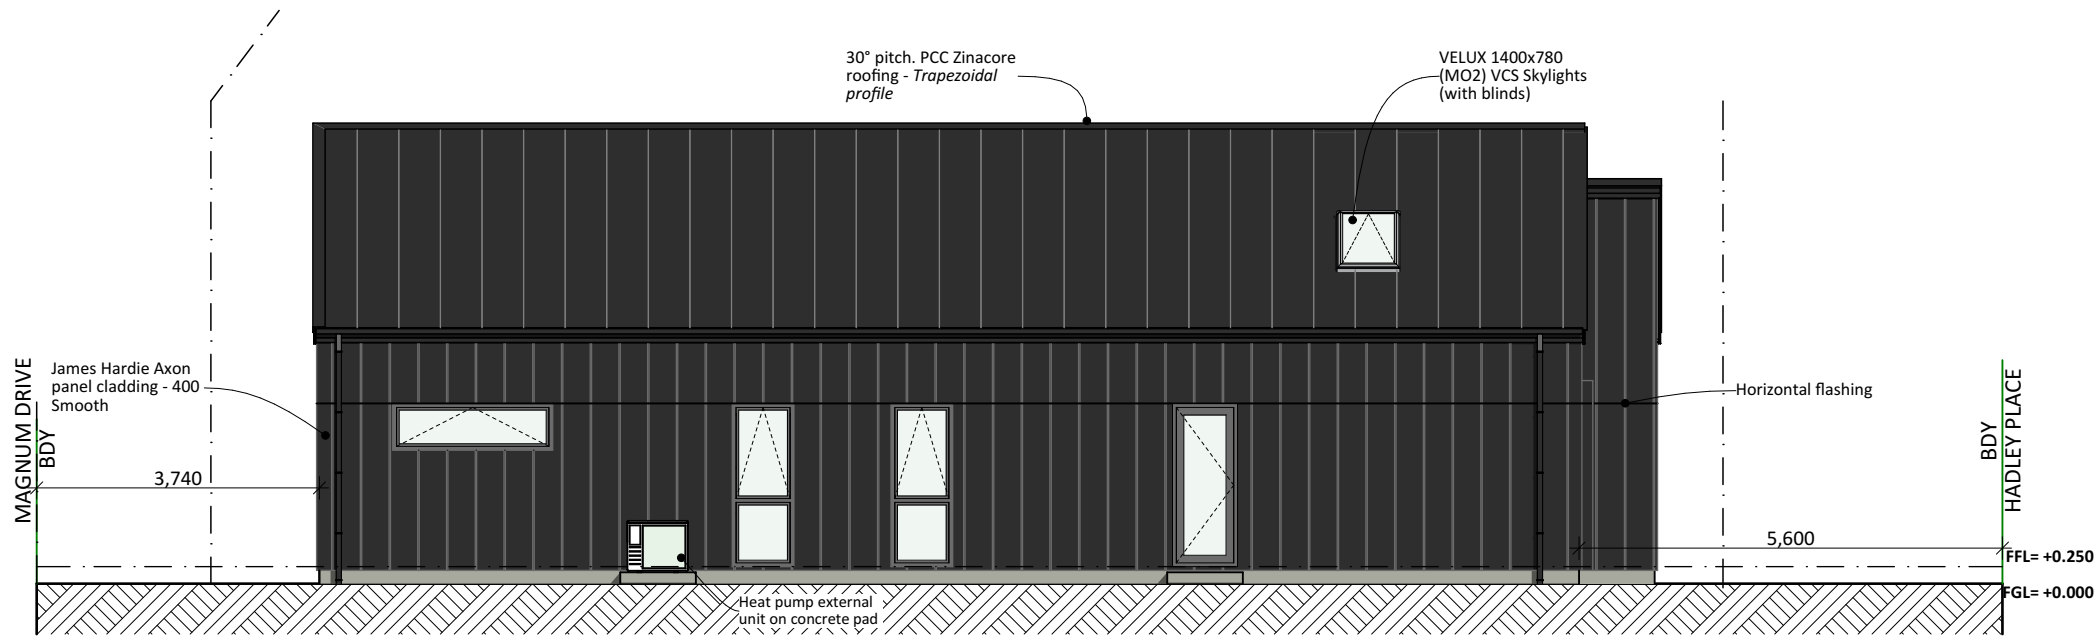 30° pitch. PCC Zinacore
roofing - Trapezoidal
profile
VELUX 1400x780
(MO2) VCS Skylights
(with blinds)
MAGNUM DRIVE
BDY
James Hardie Axon
panel cladding - 400
Smooth
3,740
Horizontal flashing
BDY
HADLEY PLACE
5,600
FFL= +0.250
FGL= +0.000
Heat pump external
unit on concrete pad